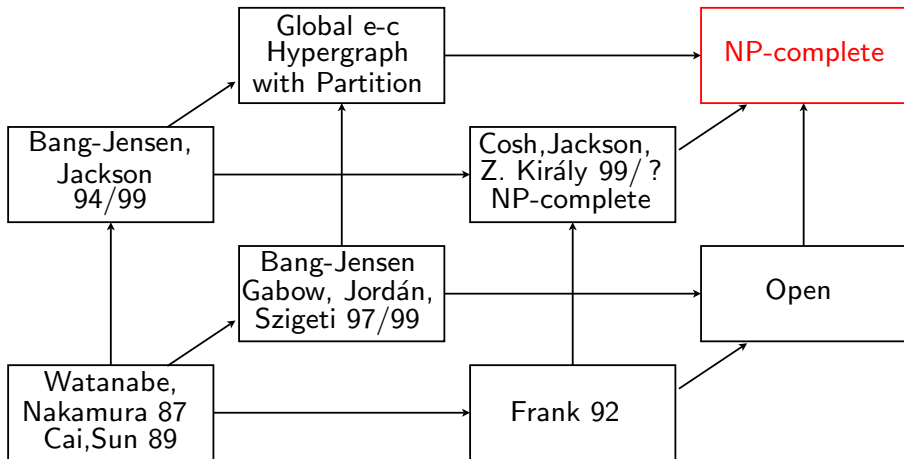 Global e-c
Hypergraph
with Partition
NP-complete
Bang-Jensen,
Jackson
94/99
Cosh,Jackson,
Z. Király 99/ ?
NP-complete
Bang-Jensen
Gabow, Jordán,
Szigeti 97/99
Open
Watanabe,
Nakamura 87
Cai,Sun 89
Frank 92